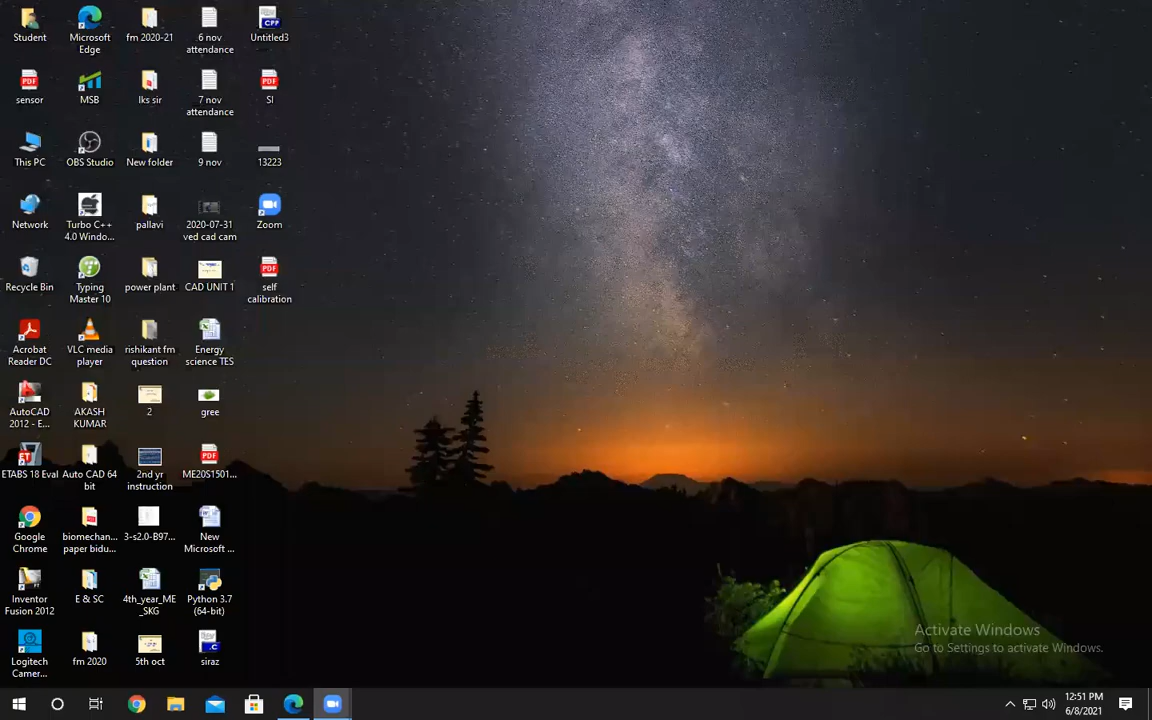 Student
Microsoft
Edge
fm 2020-21
6 nov
attendance
Untitled3
CPP
sensor
PDF
MSB
lks sir
7 nov
attendance
SI
PDF
This PC
OBS Studio
New folder
9 nov
13223
Network
Turbo C++
4.0 Windo...
pallavi
2020-07-31
ved cad cam
Zoom
Recycle Bin
Typing
Master 10
power plant
CAD UNIT 1
self
calibration
PDF
Acrobat
Reader DC
VLC media
player
rishikant fm
question
Energy
science TES
AutoCAD
2012 - E...
AKASH
KUMAR
2
gree
ETABS 18 Eval
ET
Auto CAD 64
bit
2nd yr
instruction
ME20S1501...
PDF
Google
Chrome
biomechan...
paper bidu...
3-s2.0-B97...
New
Microsoft ...
Inventor
Fusion 2012
E & SC
4th_year_ME
_SKG
Python 3.7
(64-bit)
Logitech
Camer...
fm 2020
5th oct
siraz
.C
Activate Windows
Go to Settings to activate Windows.
12:51 PM
6/8/2021